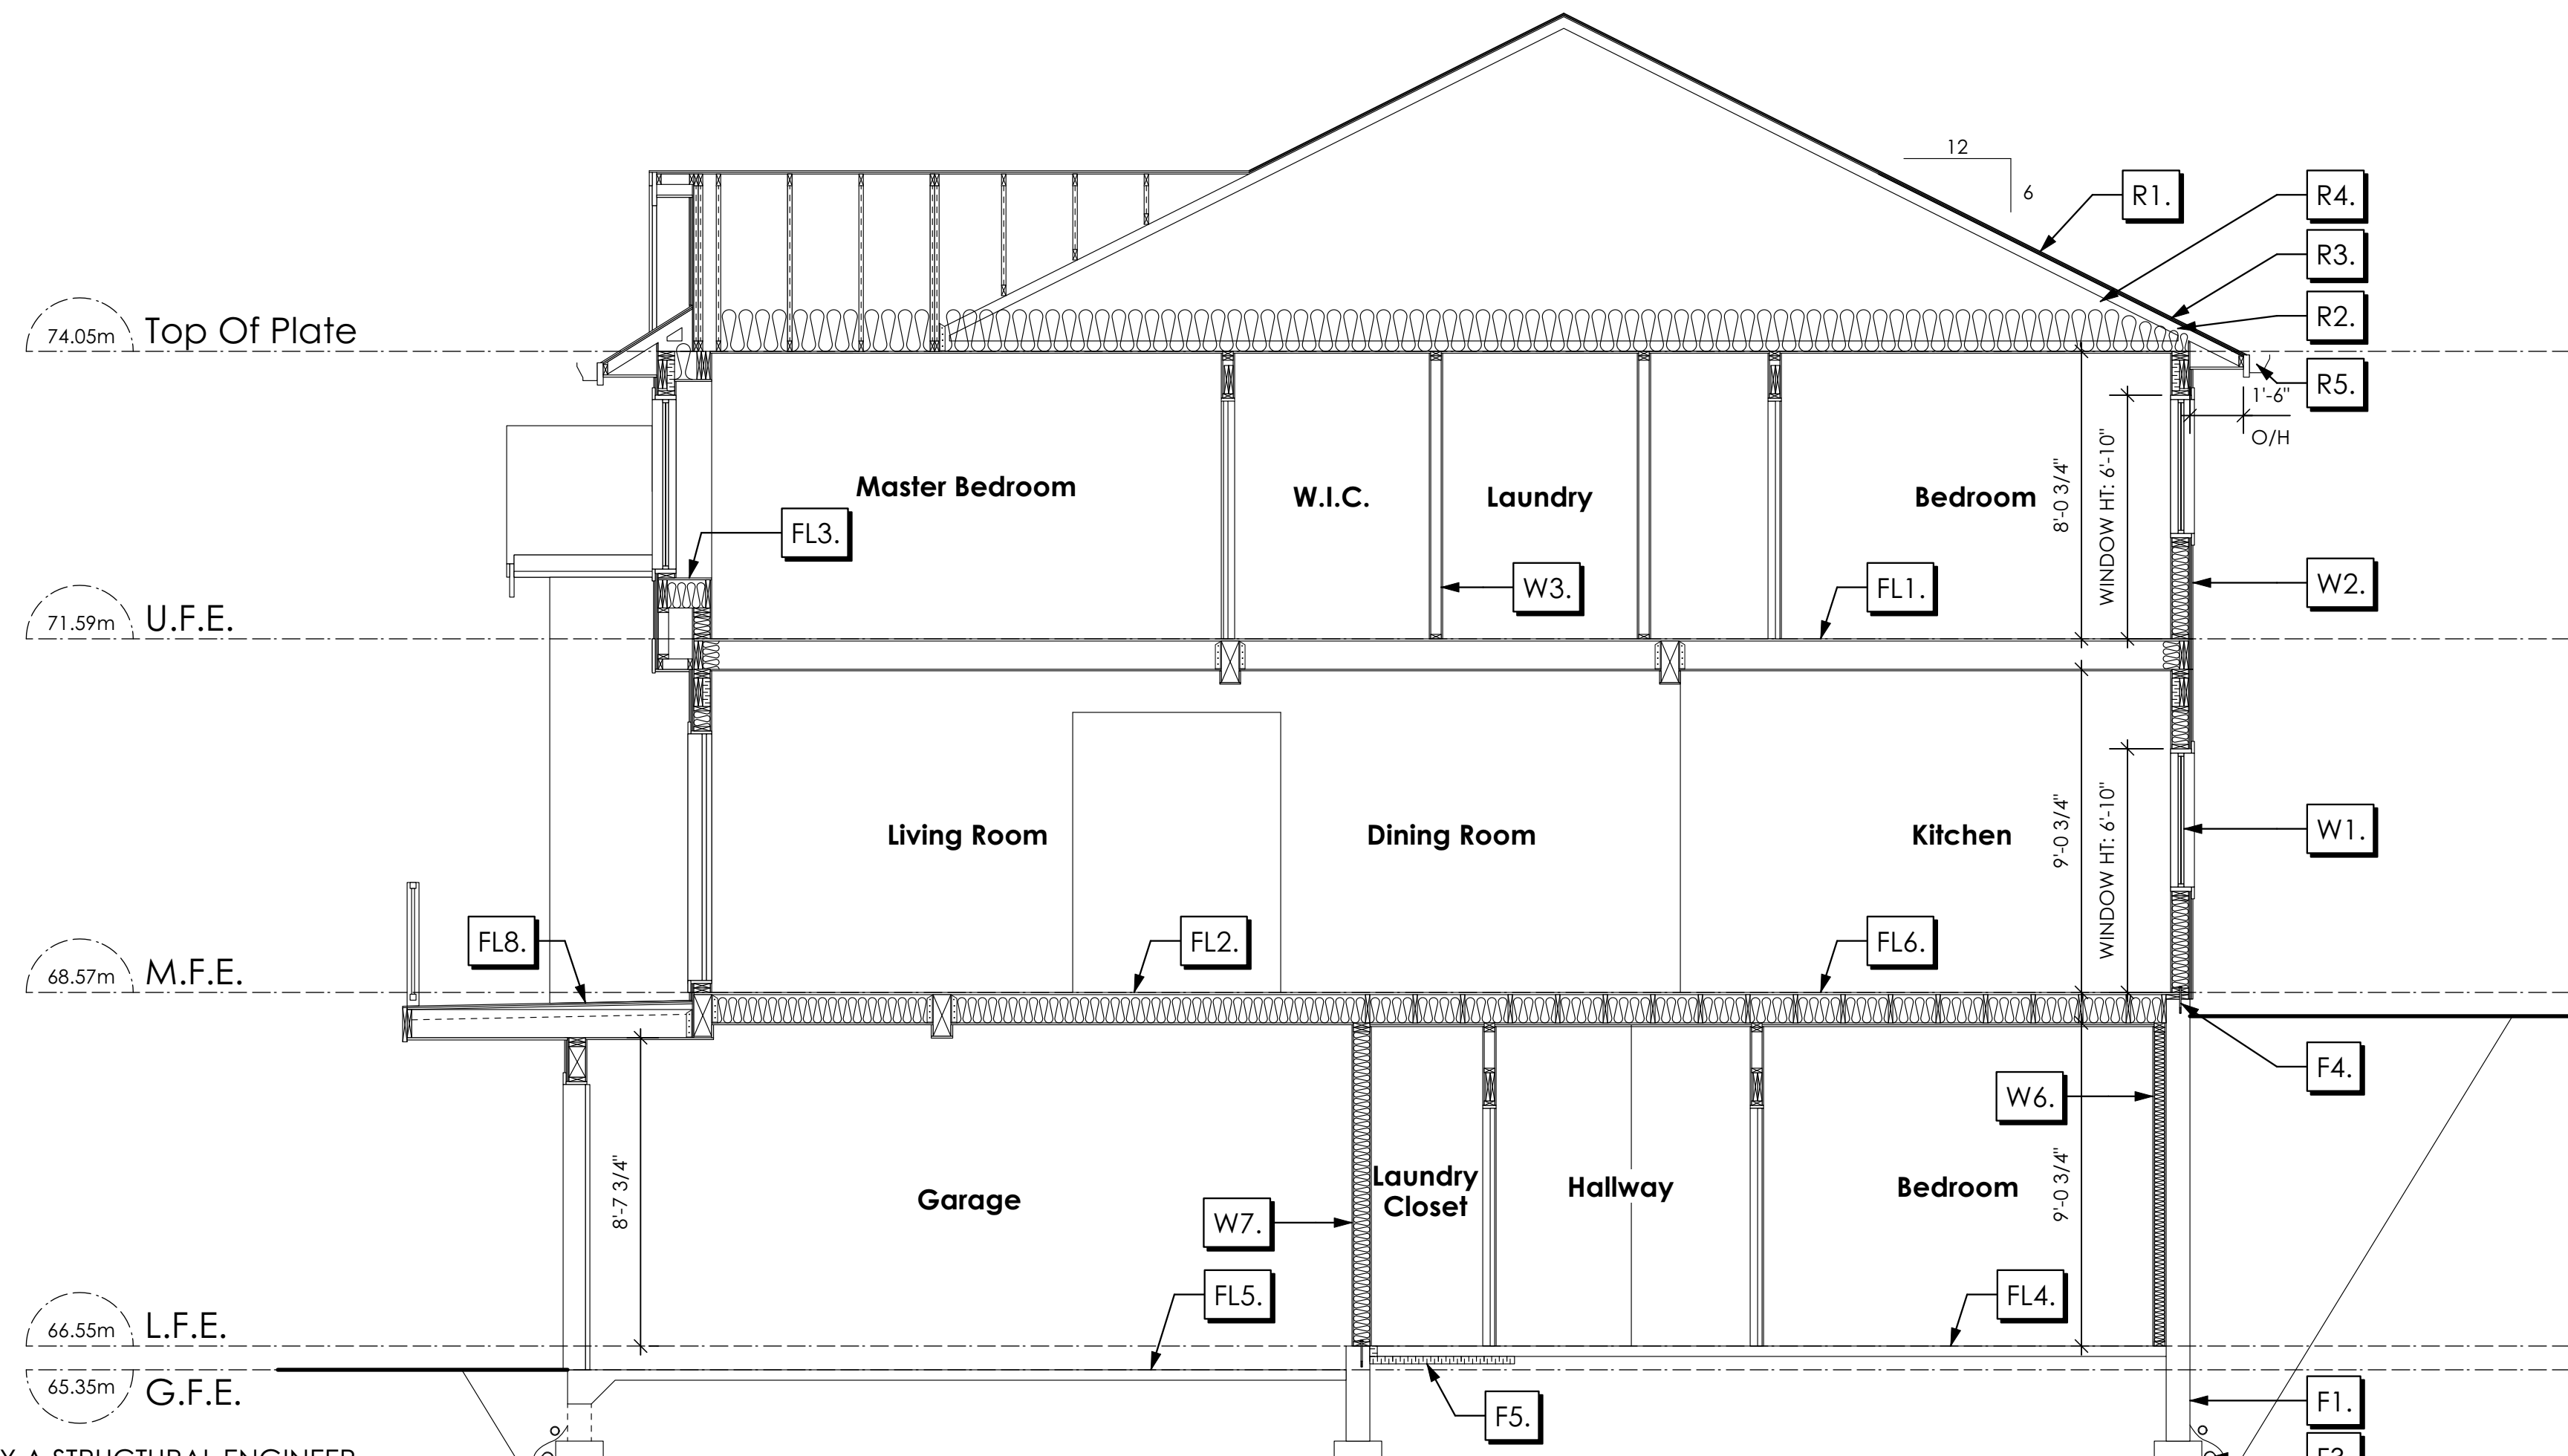 12
6
R1.
R4.
R3.
R2.
R5.
74.05m Top Of Plate
1'-6"
O/H
Master Bedroom
W.I.C.
Laundry
Bedroom
8'-0 3/4"
WINDOW HT: 6'-10"
FL3.
W3.
FL1.
W2.
71.59m U.F.E.
Living Room
Dining Room
Kitchen
9'-0 3/4"
WINDOW HT: 6'-10"
W1.
FL8.
FL2.
FL6.
68.57m M.F.E.
F4.
W6.
8'-7 3/4"
Garage
W7.
Laundry
Closet
Hallway
Bedroom
9'-0 3/4"
FL5.
FL4.
66.55m L.F.E.
65.35m G.F.E.
F5.
F1.
A STRUCTURAL ENGINEER